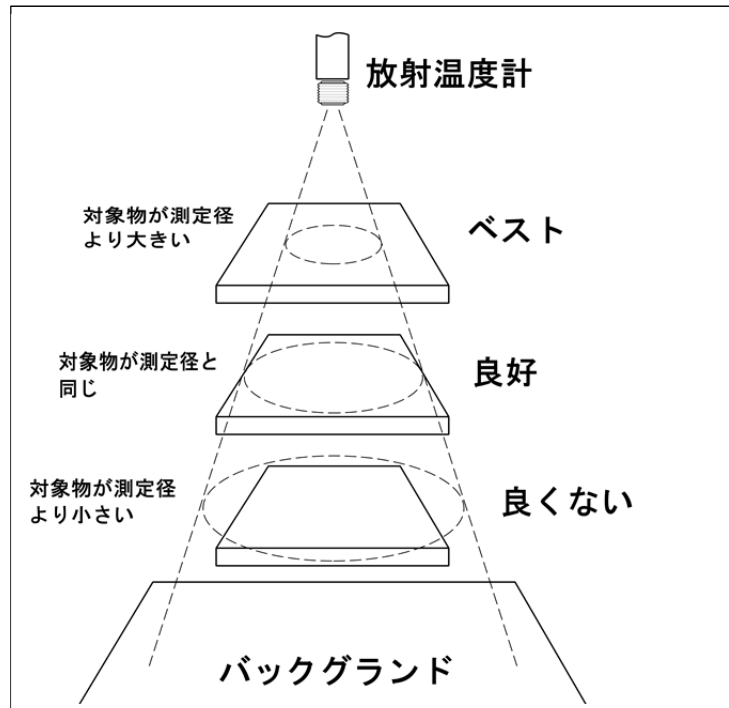 放射温度計
対象物が測定径
より大きい
ベスト
対象物が測定径と
同じ
良好
対象物が測定径
より小さい
良くない
バックグランド